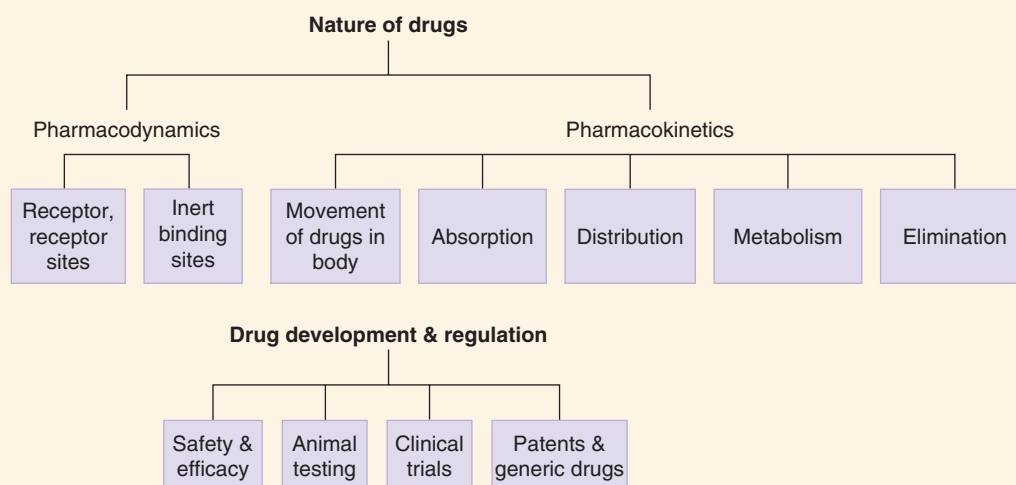 Nature of drugs
Pharmacodynamics
Pharmacokinetics
Receptor,
receptor
sites
Inert
binding
sites
Movement
of drugs in
body
Absorption
Distribution
Metabolism
Elimination
Drug development & regulation
Safety &
efficacy
Animal
testing
Clinical
trials
Patents &
generic drugs